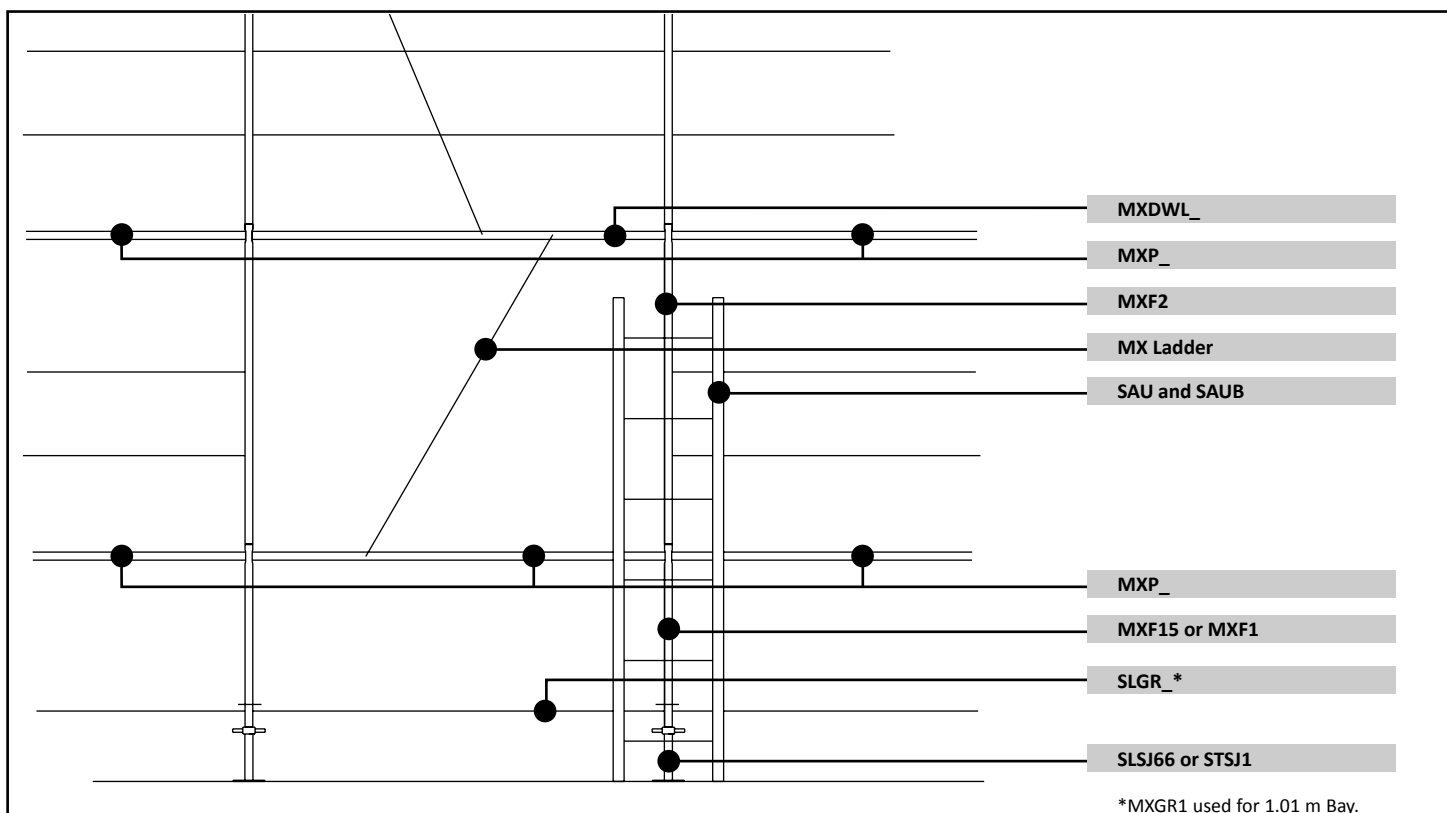 MXDWL_
MXP_
MXF2
MX Ladder
SAU and SAUB
MXP_
MXF15 or MXF1
SLGR_*
SLSJ66 or STSJ1
*MXGR1 used for 1.01 m Bay.